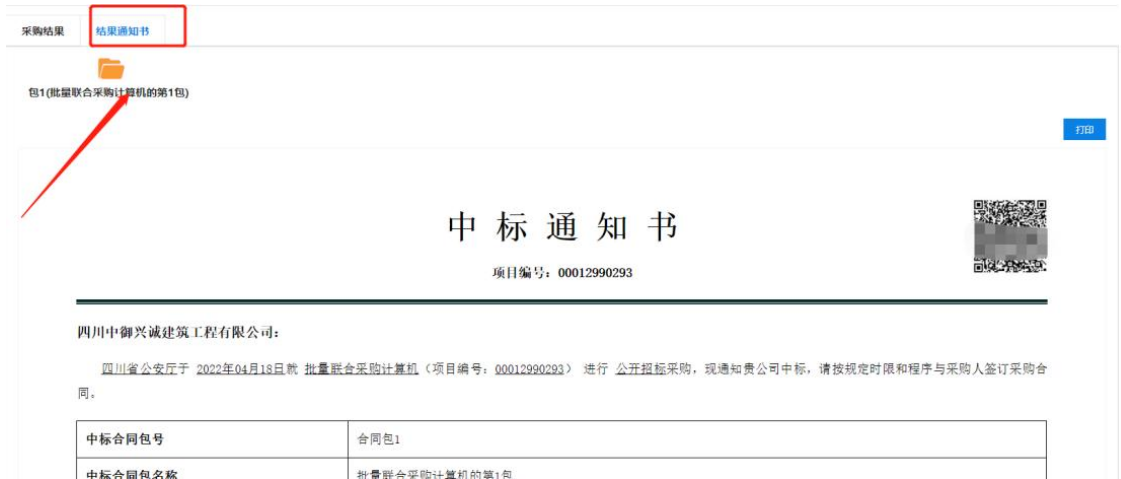 采购结果
结果通知书
包1(批量联合采购计算机的第1包)
打印
中标通知书
项目编号：00012990293
四川中御兴诚建筑工程有限公司：
四川省公安厅于 2022年04月18日就 批量联合采购计算机（项目编号：00012990293） 进行 公开招标采购，现通知贵公司中标，请按规定时限和程序与采购人签订采购合
同。
中标合同包号
合同包1
中标合同包名称
批量联合采购计算机的第1包